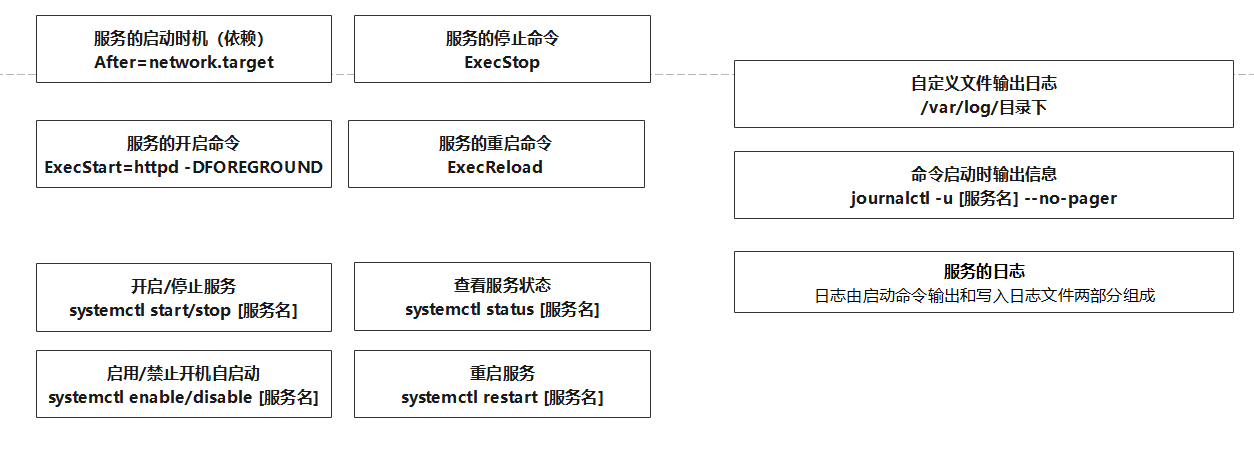 服务的启动时机（依赖）
After=network.target
服务的停止命令
ExecStop
服务的开启命令
ExecStart=httpd -DFOREGROUND
服务的重启命令
ExecReload
开启/停止服务
systemctl start/stop [服务名]
查看服务状态
systemctl status [服务名]
启用/禁止开机自启动
systemctl enable/disable [服务名]
重启服务
systemctl restart [服务名]
自定义文件输出日志
/var/log/目录下
命令启动时输出信息
journalctl -u [服务名] --no-pager
服务的日志
日志由启动命令输出和写入日志文件两部分组成